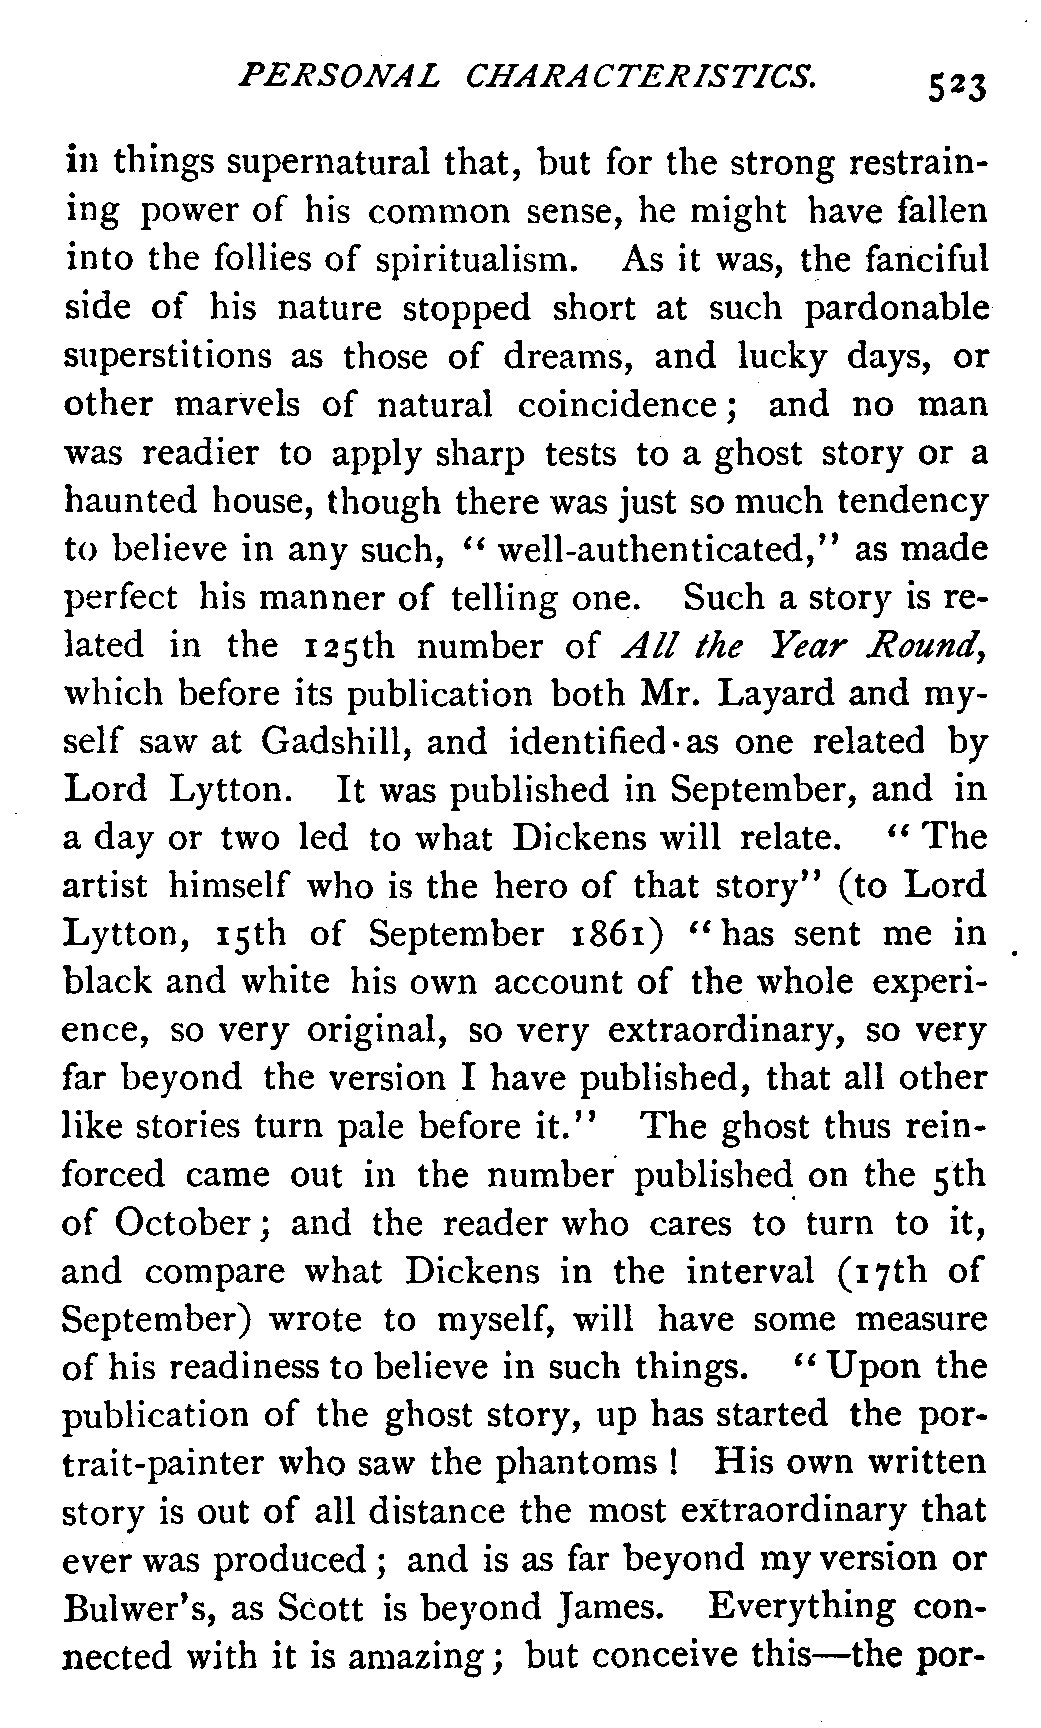 PERSONAL CHARACTERISTICS. 523
in things supernatural that, but for the strong restrain-
ing power of his common sense, he might have fallen
into the follies of spiritualism. As it was, the fanciful
side of his nature stopped short at such pardonable
superstitions as those of dreams, and lucky days, or
other marvels of natural coincidence; and no man
was readier to apply sharp tests to a ghost story or a
haunted house, though there was just so much tendency
to believe in any such, "well-authenticated," as made
perfect his manner of telling one. Such a story is re-
lated in the 125th number of All the Year Round,
which before its publication both Mr. Layard and my-
self saw at Gadshill, and identified as one related by
Lord Lytton. It was published in September, and in
a day or two led to what Dickens will relate. "The
artist himself who is the hero of that story" (to Lord
Lytton, 15th of September 1861) "has sent me in
black and white his own account of the whole experi-
ence, so very original, so very extraordinary, so very
far beyond the version I have published, that all other
like stories turn pale before it." The ghost thus rein-
forced came out in the number published on the 5th
of October; and the reader who cares to turn to it,
and compare what Dickens in the interval (17th of
September) wrote to myself, will have some measure
of his readiness to believe in such things. "Upon the
publication of the ghost story, up has started the por-
trait-painter who saw the phantoms! His own written
story is out of all distance the most extraordinary that
ever was produced; and is as far beyond my version or
Bulwer's, as Scott is beyond James. Everything con-
nected with it is amazing; but conceive this—the por-